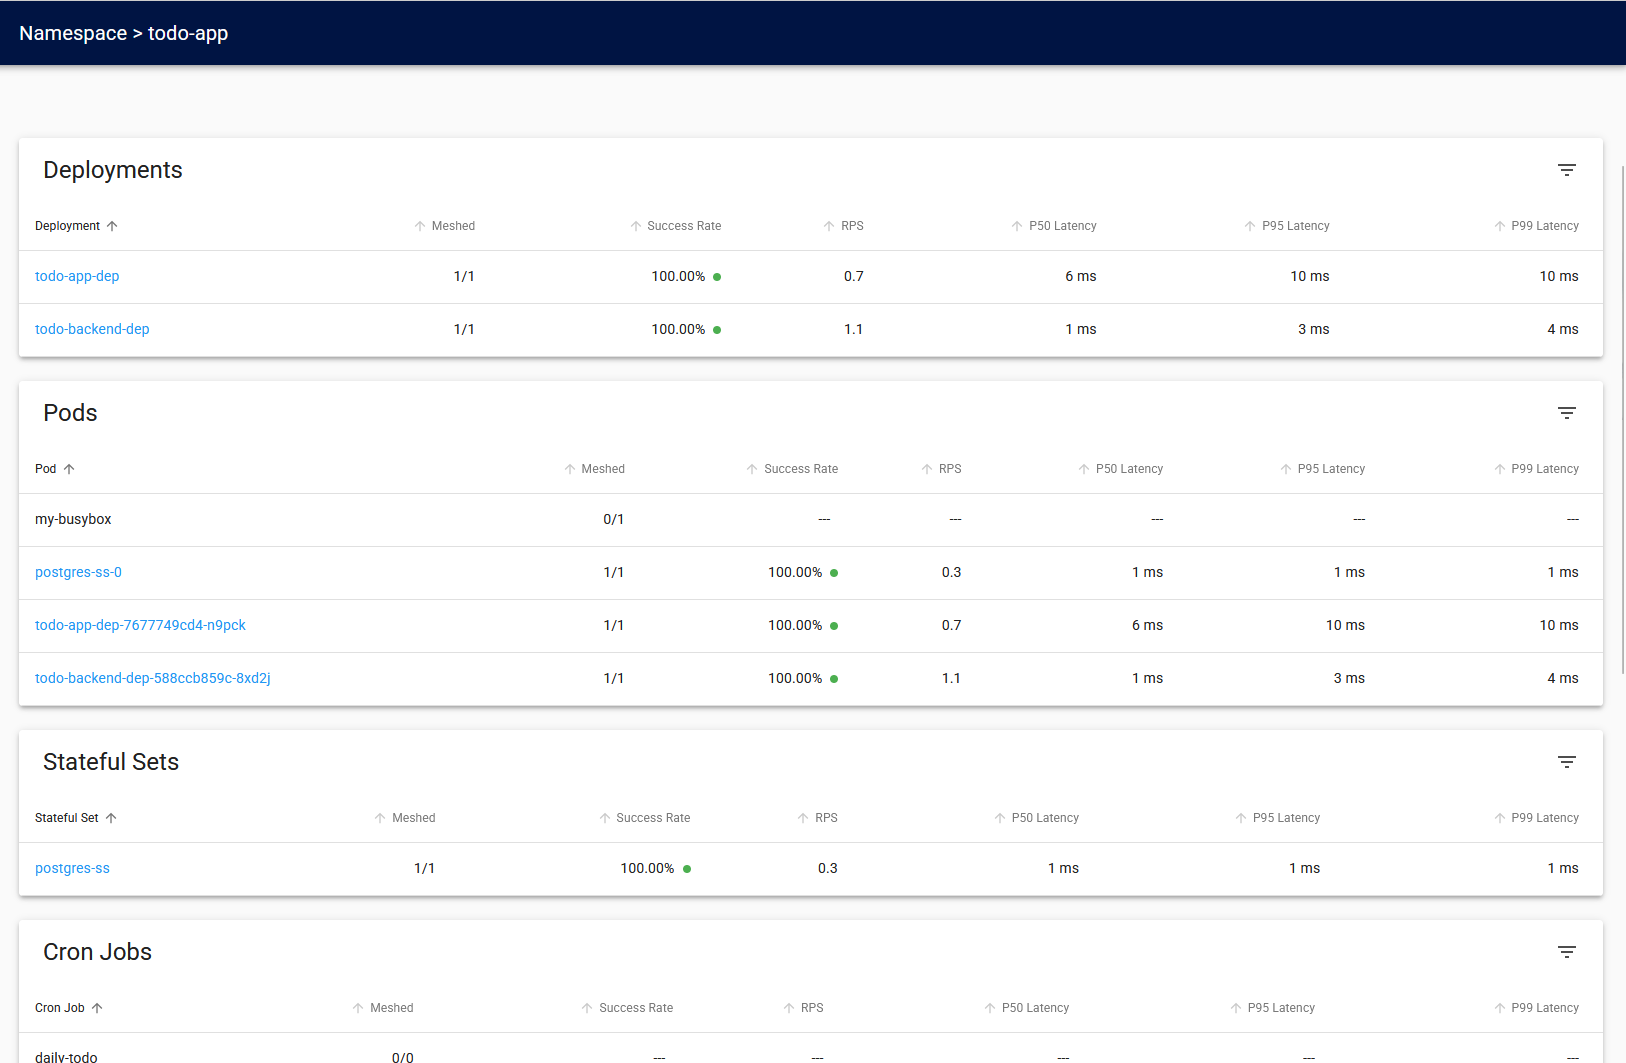 Namespace > todo-app
Deployments
Deployment Meshed Success Rate RPS P50 Latency P95 Latency P99 Latency
todo-app-dep 1/1 100.00% 0.7 6 ms 10 ms 10 ms
todo-backend-dep 1/1 100.00% 1.1 1 ms 3 ms 4 ms
Pods
Pod Meshed Success Rate RPS P50 Latency P95 Latency P99 Latency
my-busybox 0/1 --- --- --- --- ---
postgres-ss-0 1/1 100.00% 0.3 1 ms 1 ms 1 ms
todo-app-dep-7677749cd4-n9pck 1/1 100.00% 0.7 6 ms 10 ms 10 ms
todo-backend-dep-588ccb859c-8xd2j 1/1 100.00% 1.1 1 ms 3 ms 4 ms
Stateful Sets
Stateful Set Meshed Success Rate RPS P50 Latency P95 Latency P99 Latency
postgres-ss 1/1 100.00% 0.3 1 ms 1 ms 1 ms
Cron Jobs
Cron Job Meshed Success Rate RPS P50 Latency P95 Latency P99 Latency
daily-todo 0/0 --- --- --- --- ---